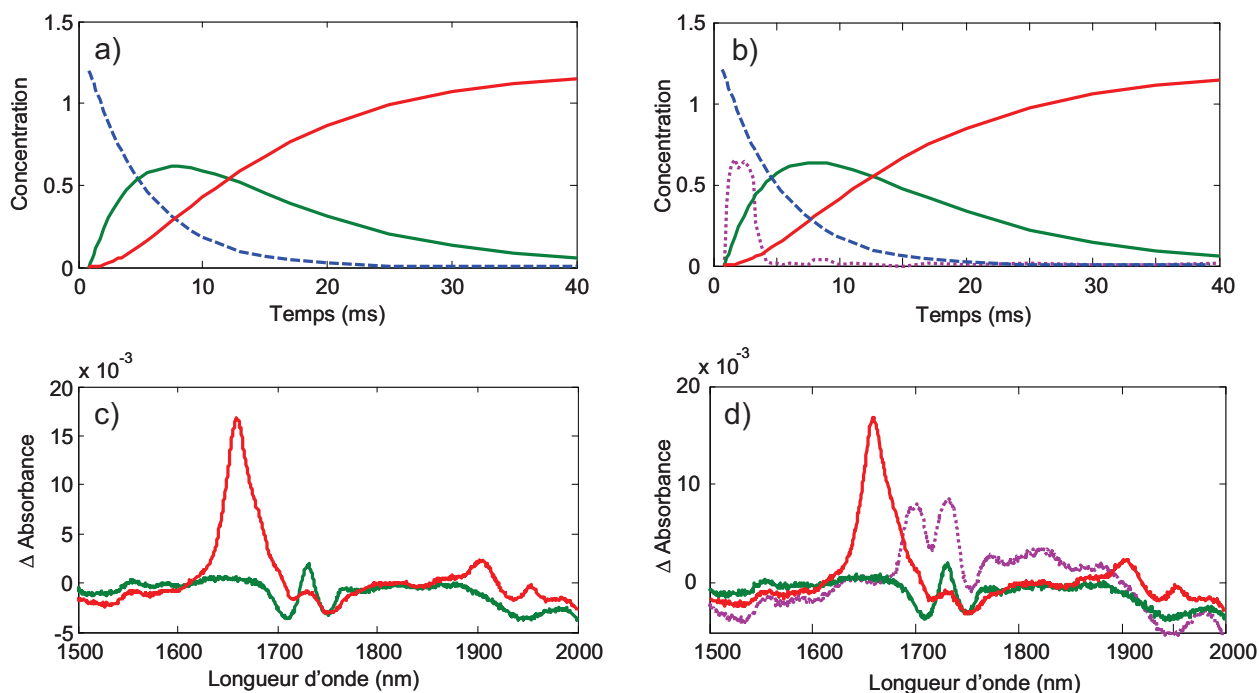 a)
1.5
1
0.5
0
Concentration
0 10 20 30 40
Temps (ms)
b)
1.5
1
0.5
0
Concentration
0 10 20 30 40
Temps (ms)
x 10⁻³
c)
20
15
10
5
0
-5
Δ Absorbance
1500 1600 1700 1800 1900 2000
Longueur d'onde (nm)
x 10⁻³
d)
20
10
0
-5
Δ Absorbance
1500 1600 1700 1800 1900 2000
Longueur d'onde (nm)